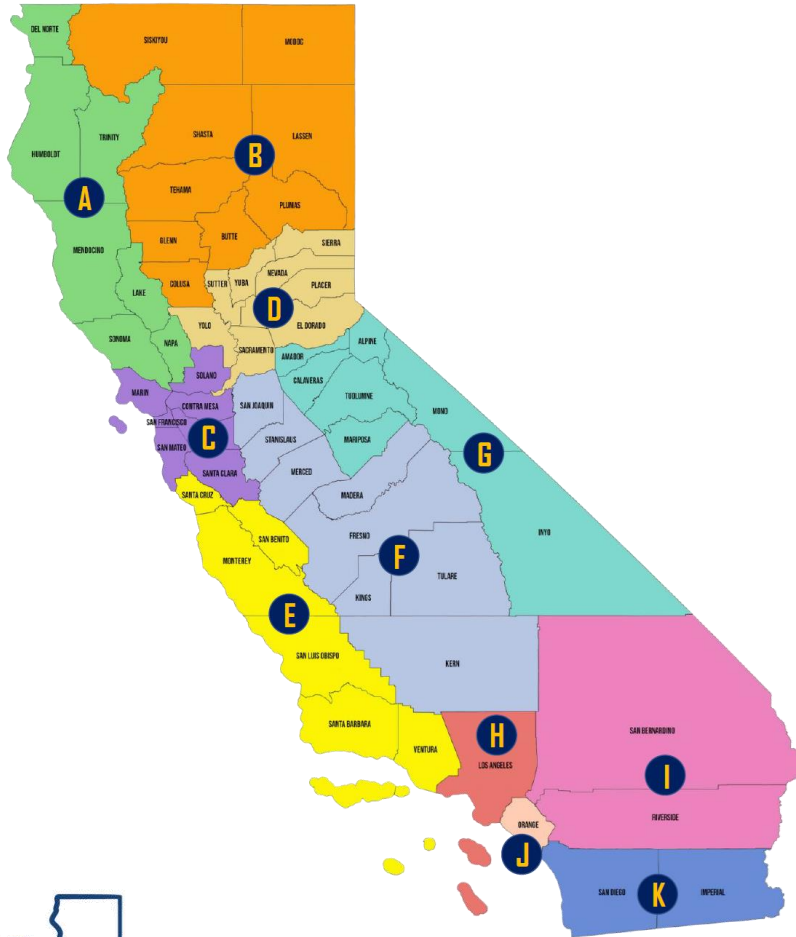 DEL NORTE
SISKIYOU
MODOC
HUMBOLDT
TRINITY
SHASTA
LASSEN
B
A
TEHAMA
PLUMAS
MENDOCINO
GLENN
BUTTE
SIERRA
LAKE
COLUSA
SUTTER
YUBA
NEVADA
PLACER
D
YOLO
EL DORADO
SONOMA
NAPA
SACRAMENTO
ALPINE
AMADOR
SOLANO
CALAVERAS
MARIN
CONTRA MESA
SAN JOAQUIN
TUOLUMNE
MONO
SAN FRANCISCO
C
STANISLAUS
MARIPOSA
G
SAN MATEO
SANTA CLARA
MERCED
SANTA CRUZ
MADERA
SAN BENITO
FRESNO
INYO
MONTEREY
F
TULARE
KINGS
E
SAN LUIS OBISPO
KERN
SANTA BARBARA
VENTURA
H
LOS ANGELES
SAN BERNARDINO
I
ORANGE
RIVERSIDE
J
SAN DIEGO
K
IMPERIAL